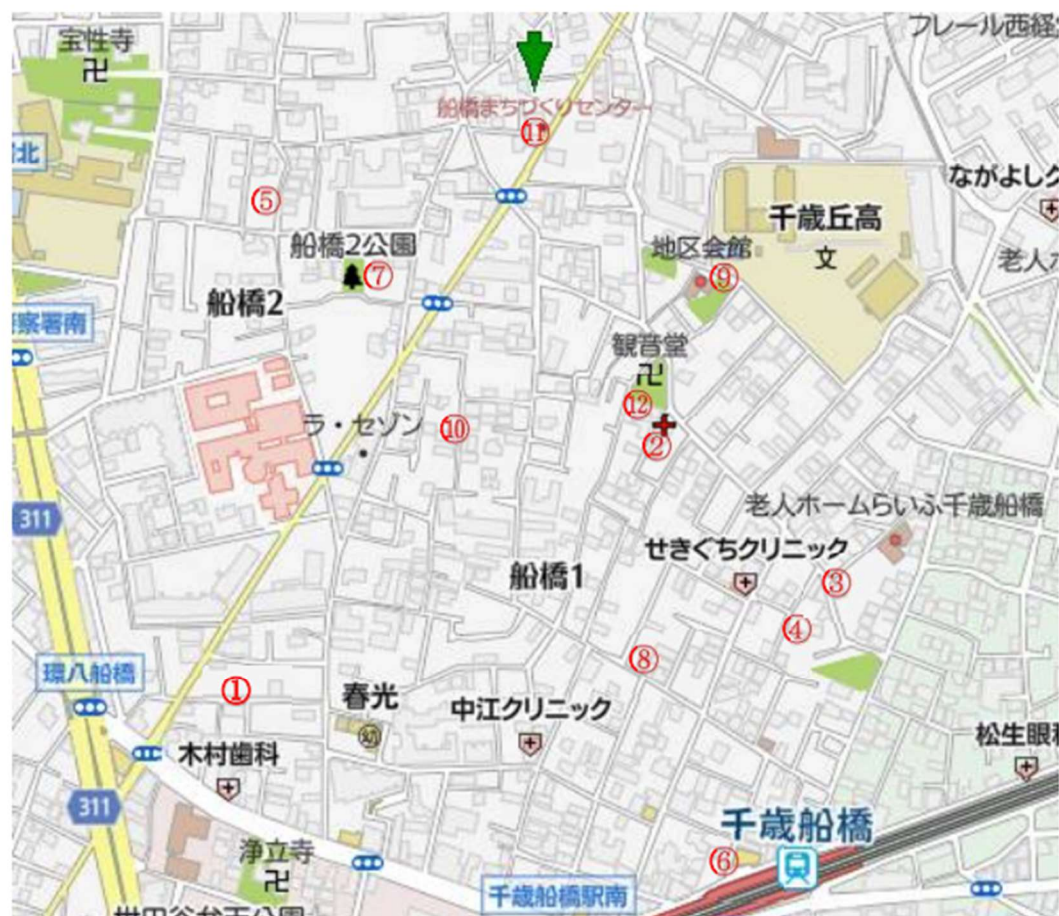 フレール西経
宝性寺
船橋まちづくりセンター
⑪
北
ながよしク
⑤
千歳丘高
文
船橋2公園
地区会館
老人ホ
⑦
⑨
船橋2
察署南
観音堂
⑫
ラ・セゾン
⑩
②
老人ホームらいふ千歳船橋
311
せきぐちクリニック
船橋1
③
④
⑧
環八船橋
①
春光
幼
中江クリニック
木村歯科
松生眼科
311
千歳船橋
浄立寺
⑥
千歳船橋駅南